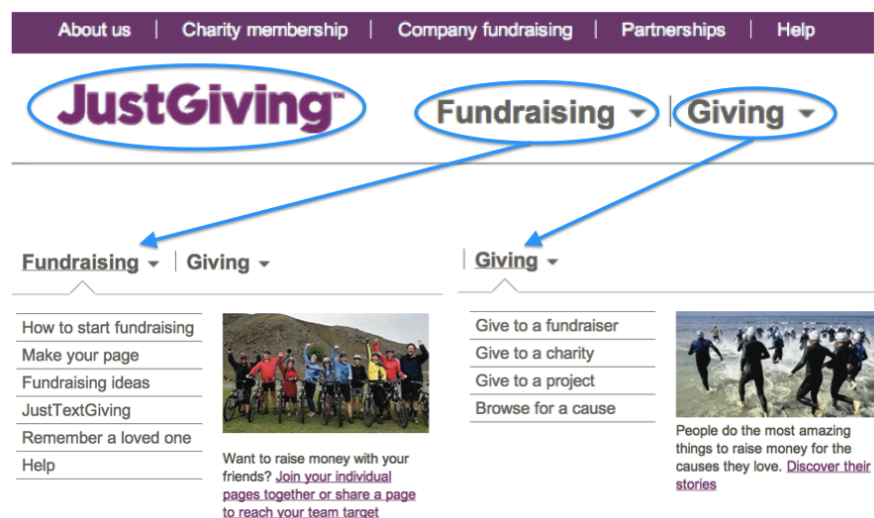 About us | Charity membership | Company fundraising | Partnerships | Help
JustGiving™
Fundraising | Giving
Fundraising | Giving
How to start fundraising
Make your page
Fundraising ideas
JustTextGiving
Remember a loved one
Help
Want to raise money with your
friends? Join your individual
pages together or share a page
to reach your team target
| Giving
Give to a fundraiser
Give to a charity
Give to a project
Browse for a cause
People do the most amazing
things to raise money for the
causes they love. Discover their
stories